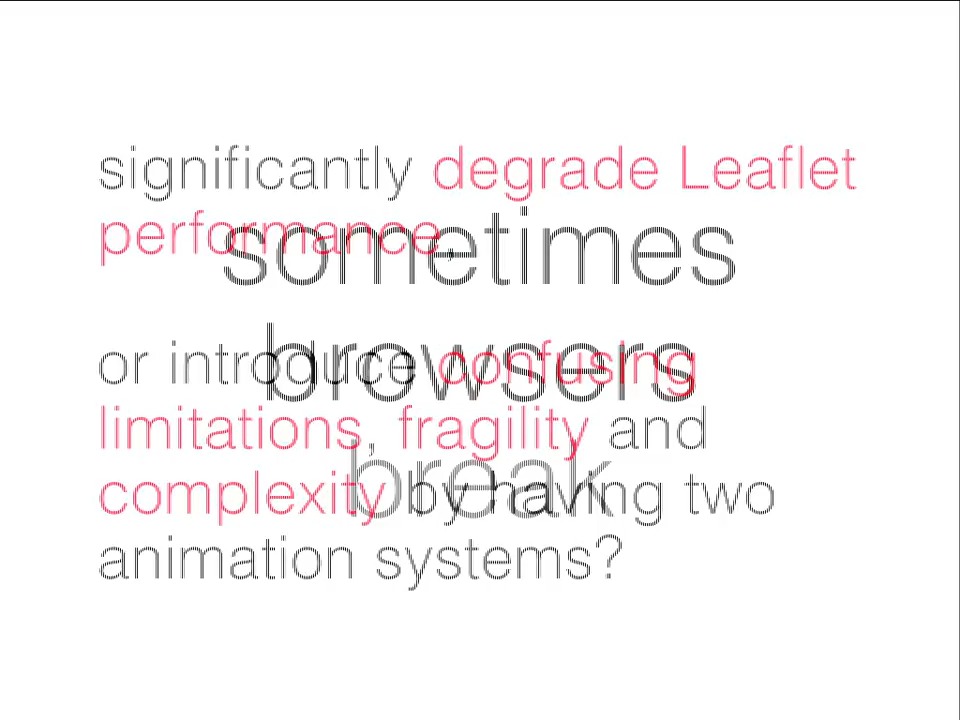 significantly degrade Leaflet
performance,
or introduce confusing
limitations, fragility and
complexity by having two
animation systems?
sometimes
browsers
break